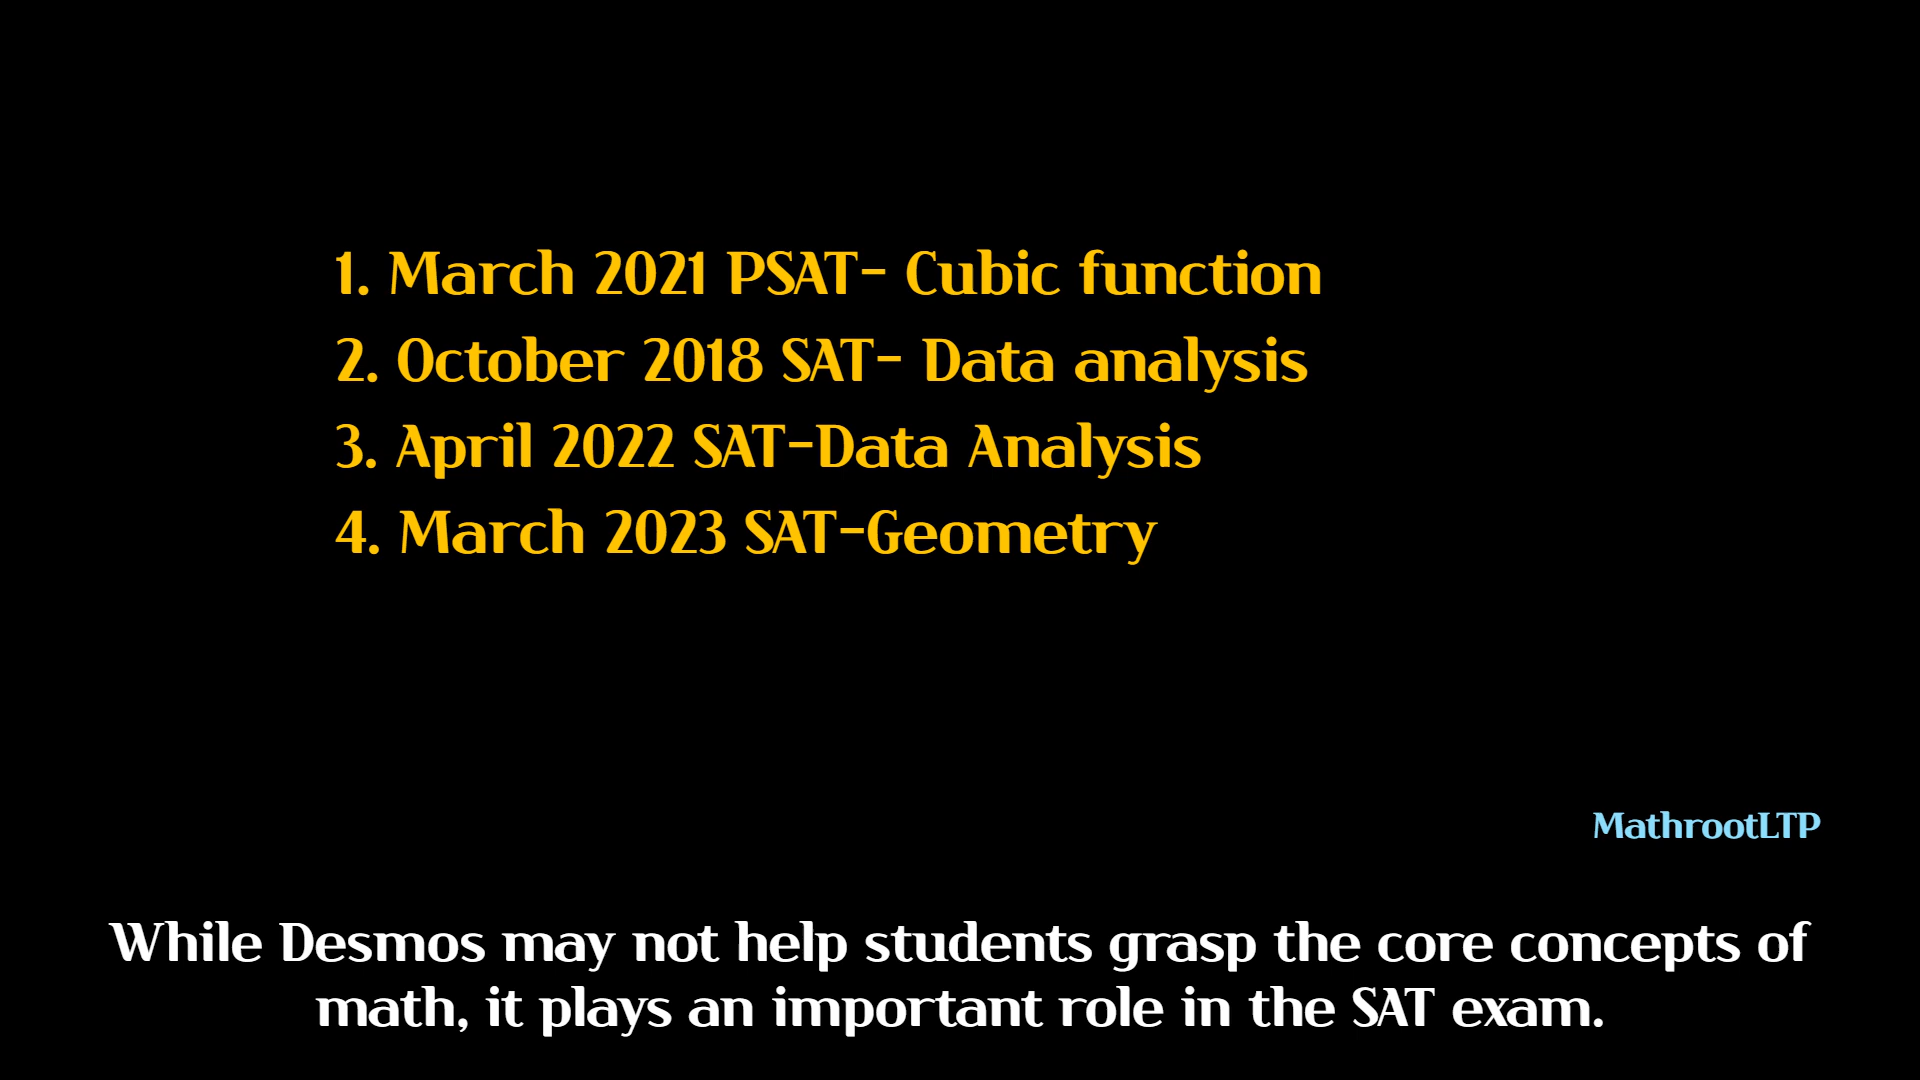 1. March 2021 PSAT- Cubic function
2. October 2018 SAT- Data analysis
3. April 2022 SAT-Data Analysis
4. March 2023 SAT-Geometry
MathrootLTP
While Desmos may not help students grasp the core concepts of
math, it plays an important role in the SAT exam.